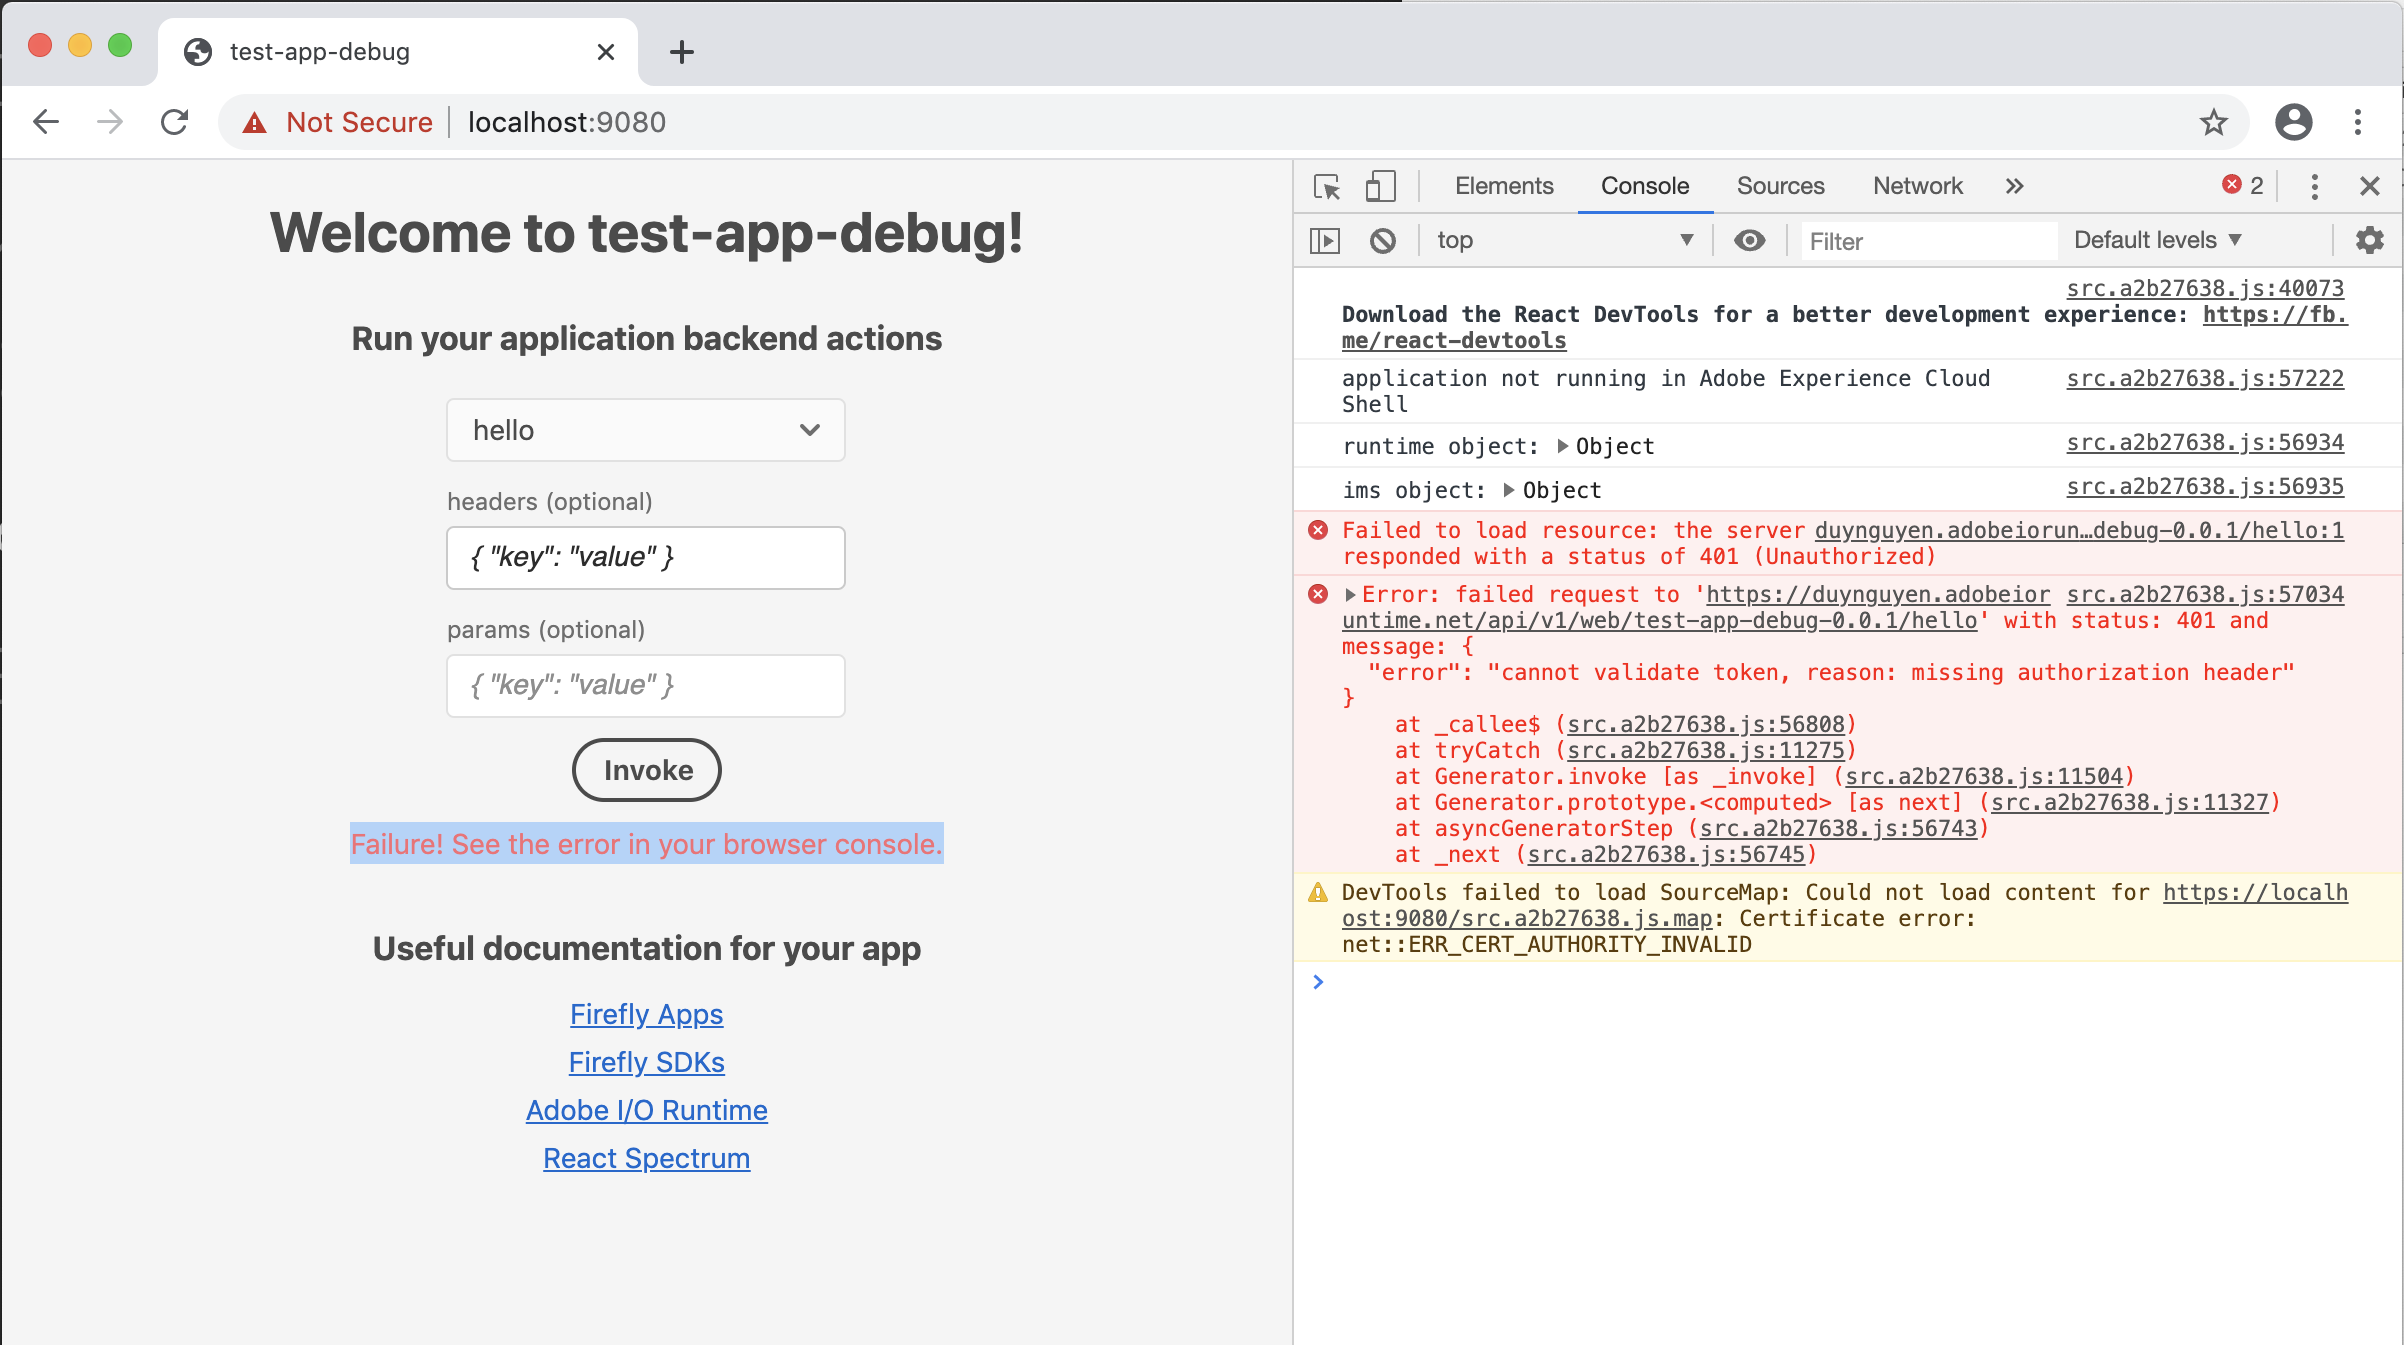 test-app-debug
Not Secure
localhost:9080
Welcome to test-app-debug!
Run your application backend actions
hello
headers (optional)
{ "key": "value" }
params (optional)
{ "key": "value" }
Invoke
Failure! See the error in your browser console.
Useful documentation for your app
Firefly Apps
Firefly SDKs
Adobe I/O Runtime
React Spectrum
Elements Console Sources Network 2
top Filter Default levels
src.a2b27638.js:40073
Download the React DevTools for a better development experience: https://fb.
me/react-devtools
application not running in Adobe Experience Cloud src.a2b27638.js:57222
Shell
runtime object: Object src.a2b27638.js:56934
ims object: Object src.a2b27638.js:56935
Failed to load resource: the server duynguyen.adobeiorun…debug-0.0.1/hello:1
responded with a status of 401 (Unauthorized)
Error: failed request to 'https://duynguyen.adobeior src.a2b27638.js:57034
untime.net/api/v1/web/test-app-debug-0.0.1/hello' with status: 401 and
message: {
"error": "cannot validate token, reason: missing authorization header"
}
at _callee$ (src.a2b27638.js:56808)
at tryCatch (src.a2b27638.js:11275)
at Generator.invoke [as _invoke] (src.a2b27638.js:11504)
at Generator.prototype.<computed> [as next] (src.a2b27638.js:11327)
at asyncGeneratorStep (src.a2b27638.js:56743)
at _next (src.a2b27638.js:56745)
DevTools failed to load SourceMap: Could not load content for https://localh
ost:9080/src.a2b27638.js.map: Certificate error:
net::ERR_CERT_AUTHORITY_INVALID